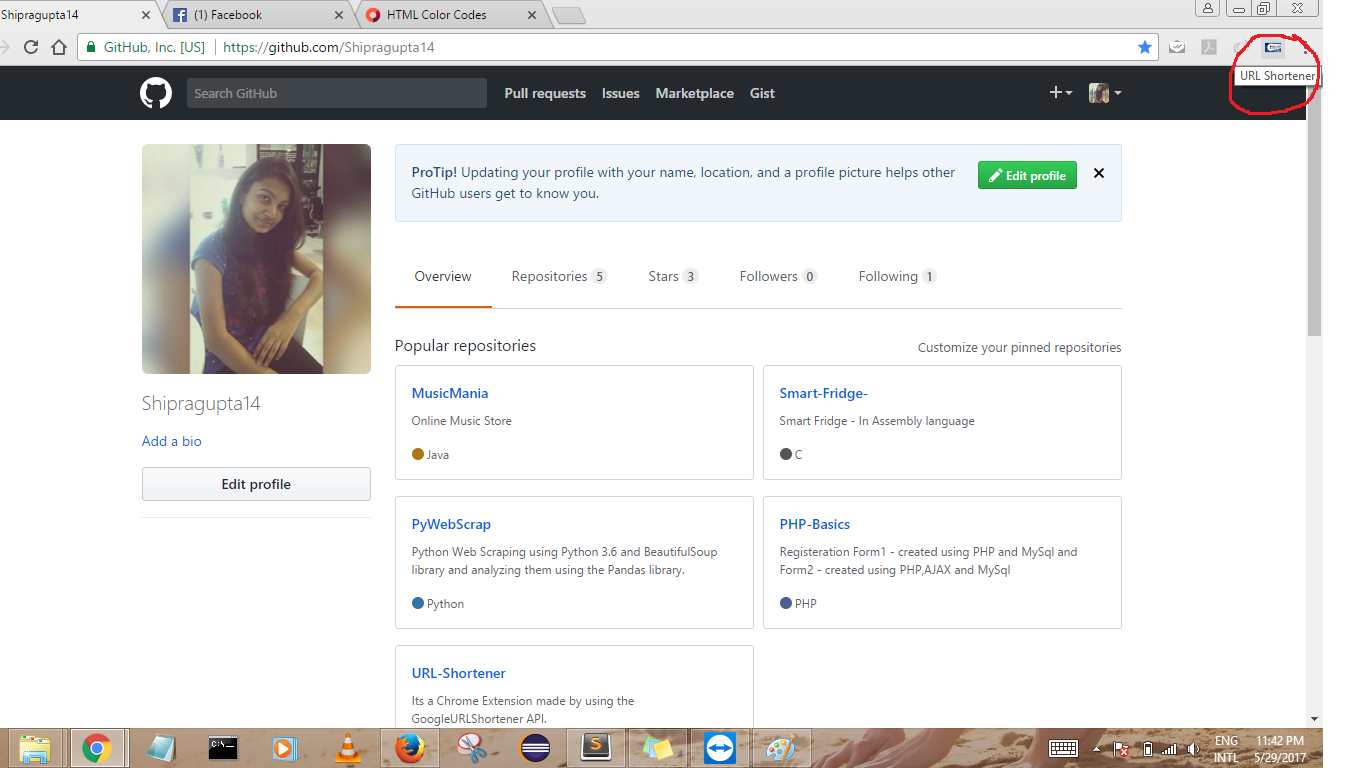 Shipragupta14
(1) Facebook
HTML Color Codes
GitHub, Inc. [US]
https://github.com/Shipragupta14
URL Shortener
Search GitHub
Pull requests
Issues
Marketplace
Gist
ProTip! Updating your profile with your name, location, and a profile picture helps other
GitHub users get to know you.
Edit profile
Overview
Repositories 5
Stars 3
Followers 0
Following 1
Shipragupta14
Add a bio
Edit profile
Popular repositories
Customize your pinned repositories
MusicMania
Online Music Store
Java
Smart-Fridge-
Smart Fridge - In Assembly language
C
PyWebScrap
Python Web Scraping using Python 3.6 and BeautifulSoup
library and analyzing them using the Pandas library.
Python
PHP-Basics
Registeration Form1 - created using PHP and MySql and
Form2 - created using PHP,AJAX and MySql
PHP
URL-Shortener
Its a Chrome Extension made by using the
GoogleURLShortener API.
ENG
INTL
11:42 PM
5/29/2017